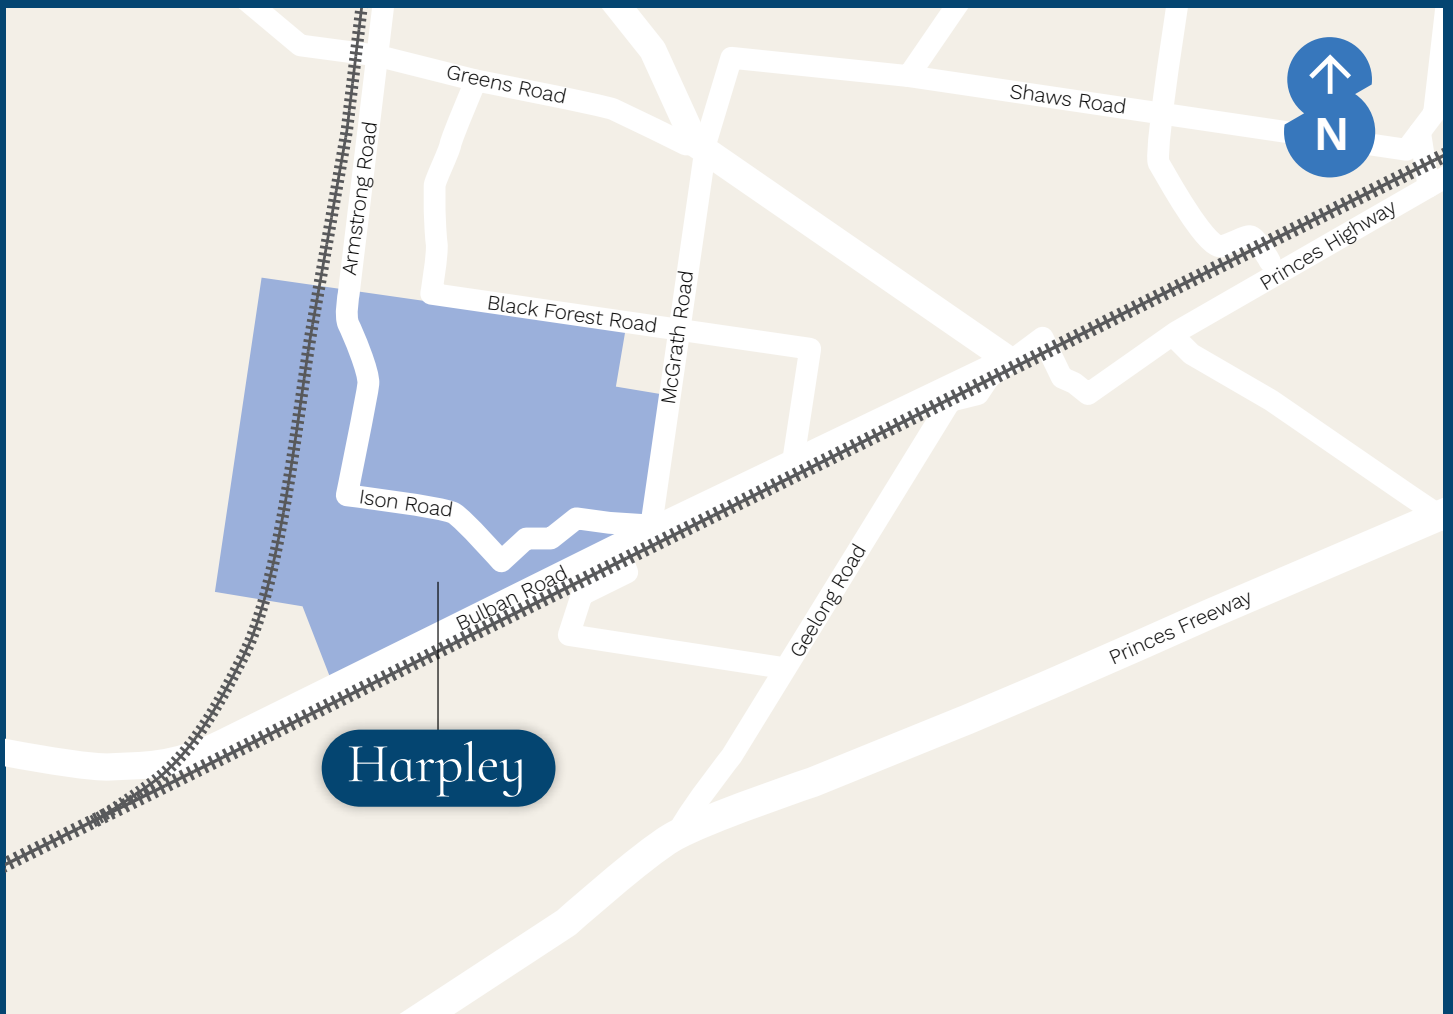 Greens Road
Shaws Road
N
Armstrong Road
Princes Highway
Black Forest Road
McGrath Road
Ison Road
Bulban Road
Geelong Road
Princes Freeway
Harpley